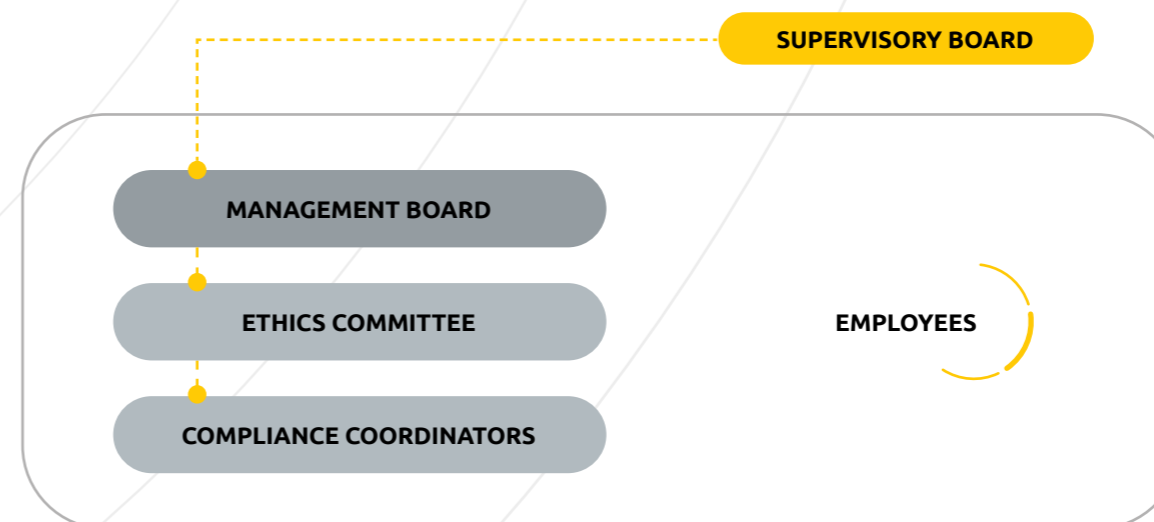 SUPERVISORY BOARD
MANAGEMENT BOARD
ETHICS COMMITTEE
EMPLOYEES
COMPLIANCE COORDINATORS